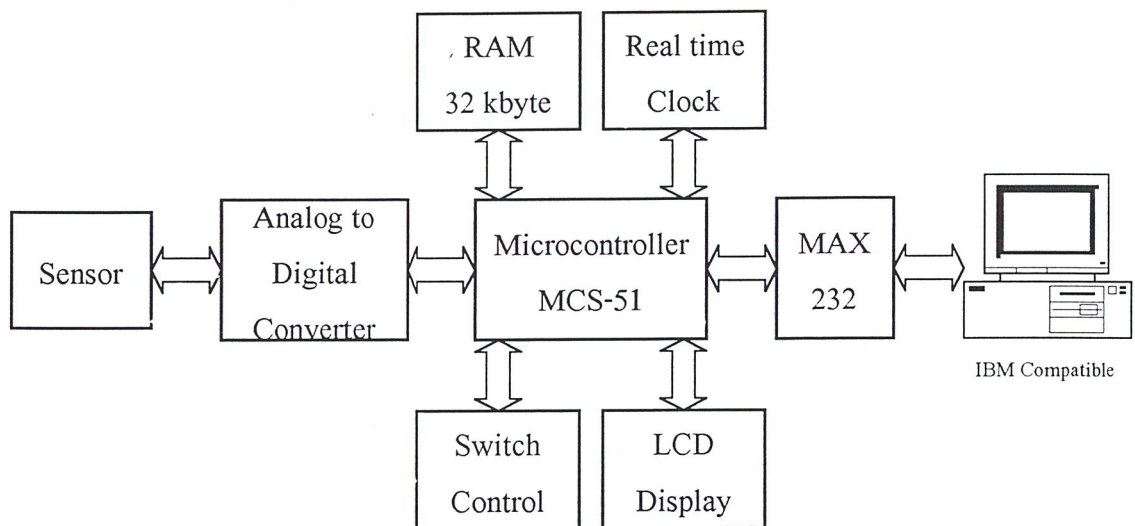 RAM
32 kbyte
Real time
Clock
Sensor
Analog to
Digital
Converter
Microcontroller
MCS-51
MAX
232
IBM Compatible
Switch
Control
LCD
Display